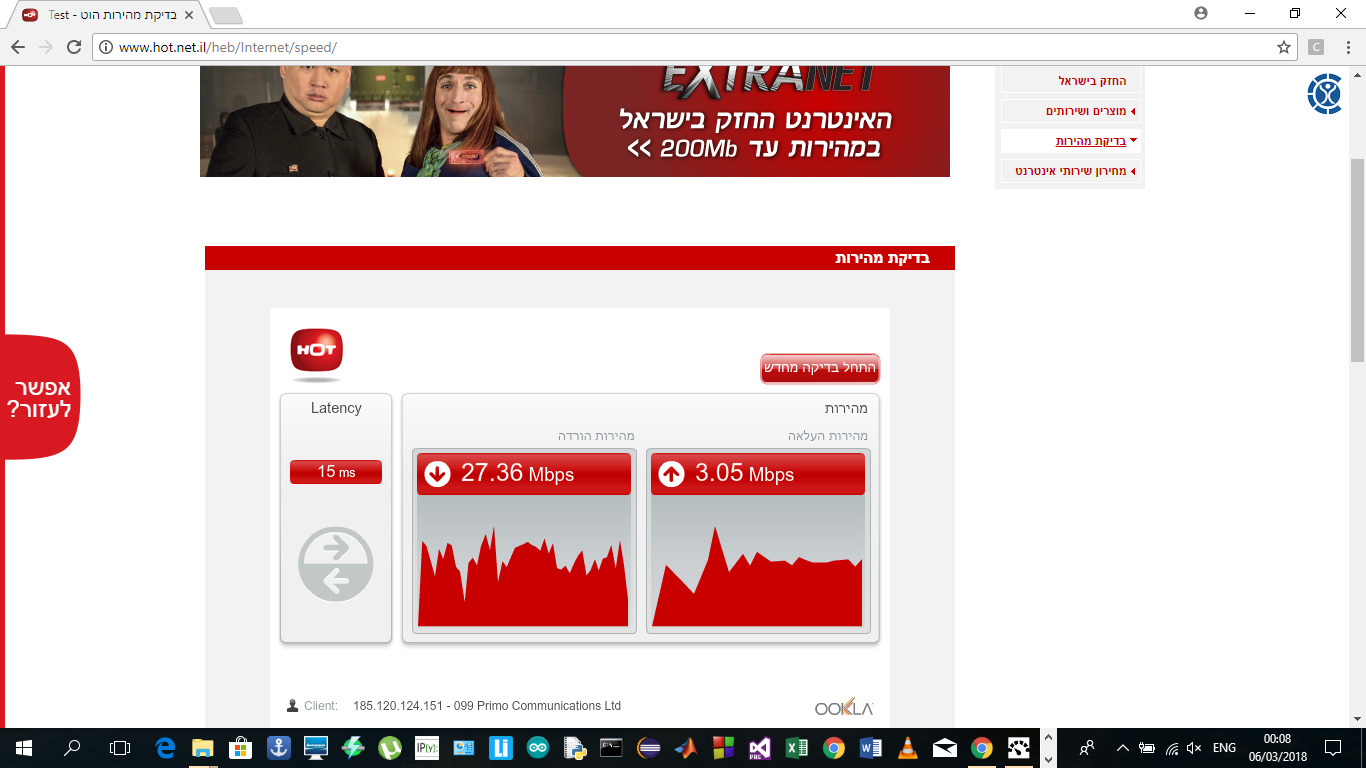 Test - בדיקת מהירות הוט
www.hot.net.il/heb/Internet/speed/
C
EXTRANET
האינטרנט החזק בישראל
במהירות עד 200Mb >>
החזק בישראל
מוצרים ושירותים
בדיקת מהירות
מחירון שירותי אינטרנט
בדיקת מהירות
HOT
התחל בדיקה מחדש
אפשר
לעזור?
Latency
15 ms
מהירות
מהירות הורדה
מהירות העלאה
27.36 Mbps
3.05 Mbps
Client: 185.120.124.151 - 099 Primo Communications Ltd
OOKLA
ENG
00:08
06/03/2018